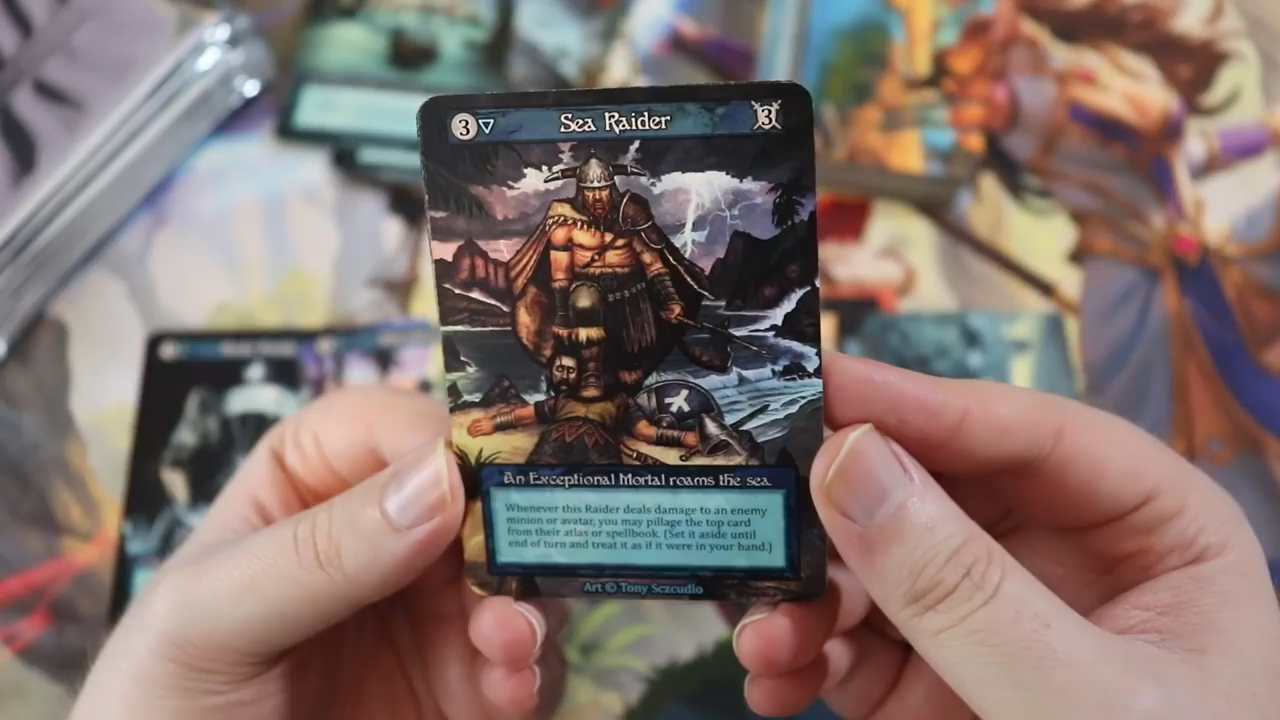 3 Sea Raider 3
An Exceptional Mortal roams the sea
Whenever this Raider deals damage to an enemy
minion or avatar, you may pillage the top card
from their atlas or spellbook. (Set it aside until
end of turn and treat it as if it were in your hand.)
Art © Tony Sczcudlo